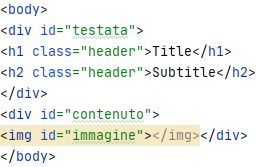 <body>
<div id="testata">
<h1 class="header">Title</h1>
<h2 class="header">Subtitle</h2>
</div>
<div id="contenuto">
<img id="immagine"></img></div>
</body>